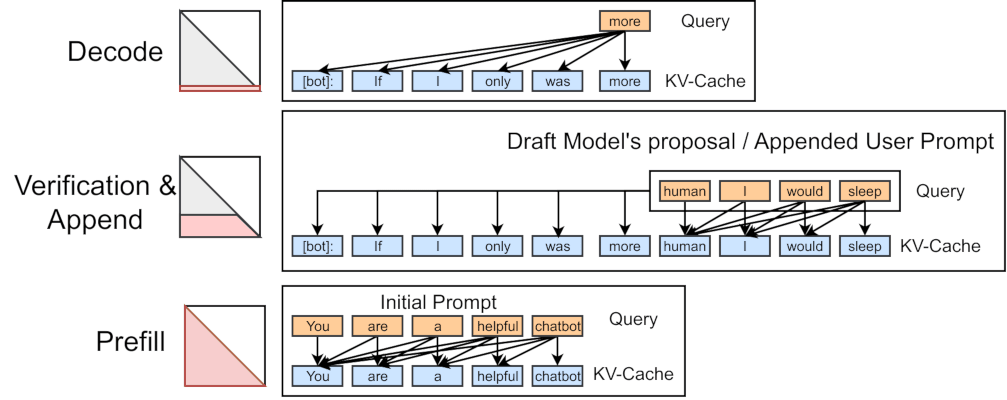 Decode
more
Query
[bot]: If I only was more
KV-Cache
Draft Model's proposal / Appended User Prompt
Verification &
Append
human I would sleep
Query
[bot]: If I only was more human I would sleep
KV-Cache
Initial Prompt
Prefill
You are a helpful chatbot
Query
You are a helpful chatbot
KV-Cache